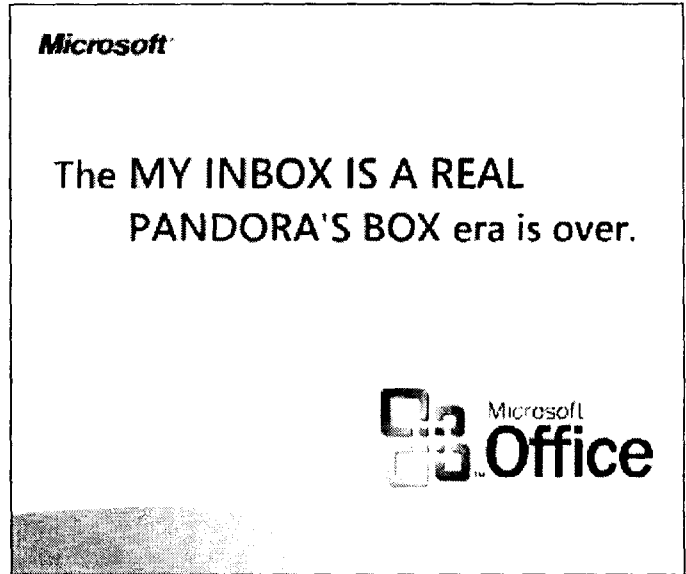 Microsoft
The MY INBOX IS A REAL
PANDORA'S BOX era is over.
Microsoft
Office